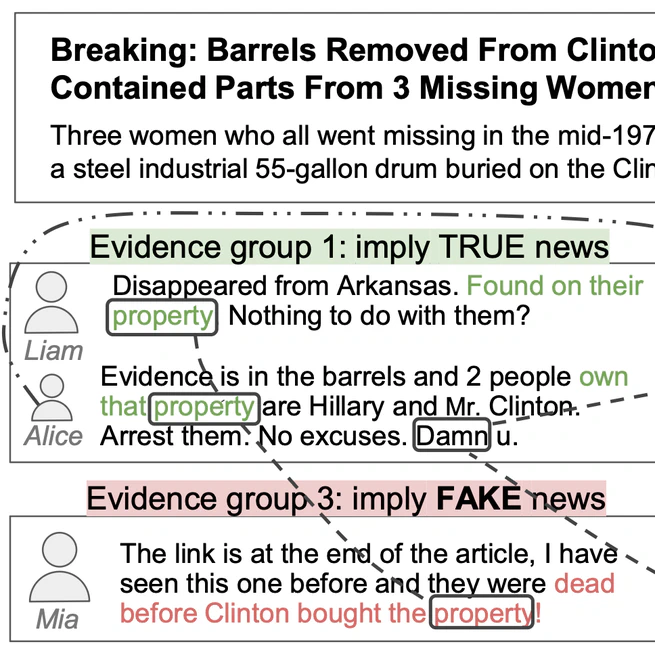 Breaking: Barrels Removed From Clinto
Contained Parts From 3 Missing Women
Three women who all went missing in the mid-197
a steel industrial 55-gallon drum buried on the Clin
Evidence group 1: imply TRUE news
Disappeared from Arkansas. Found on their
property. Nothing to do with them?
Liam
Evidence is in the barrels and 2 people own
that property are Hillary and Mr. Clinton.
Alice
Arrest them. No excuses. Damn u.
Evidence group 3: imply FAKE news
The link is at the end of the article, I have
seen this one before and they were dead
before Clinton bought the property!
Mia